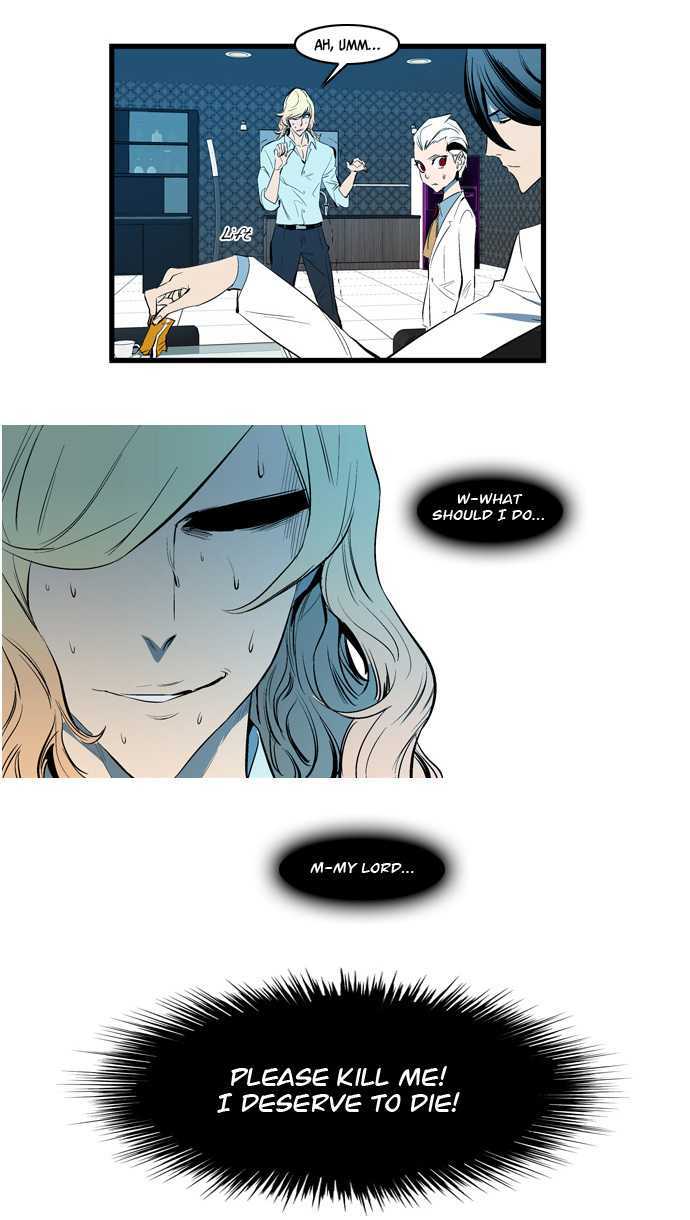 AH, UMM...
Lift
W-WHAT
SHOULD I DO...
M-MY LORD...
PLEASE KILL ME!
I DESERVE TO DIE!